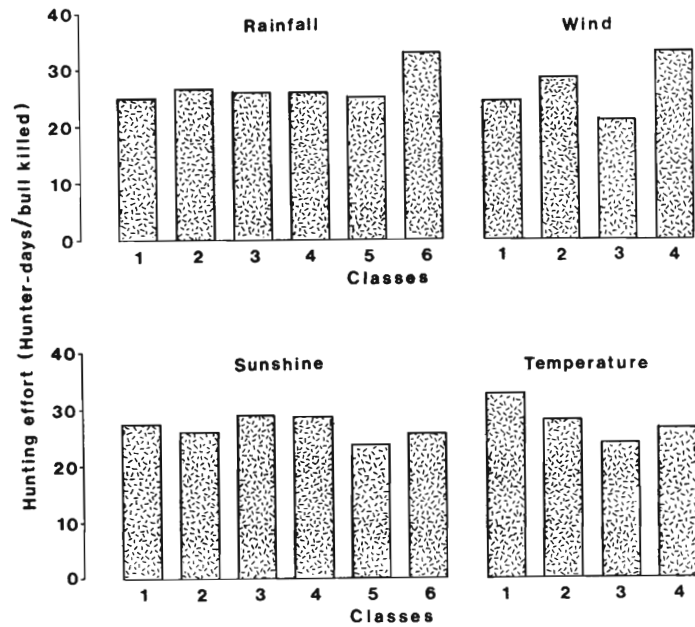 Hunting effort (Hunter-days/bull killed)
Rainfall
Wind
40
30
20
10
0
1 2 3 4 5 6
1 2 3 4
Classes
Sunshine
Temperature
40
30
20
10
0
1 2 3 4 5 6
1 2 3 4
Classes